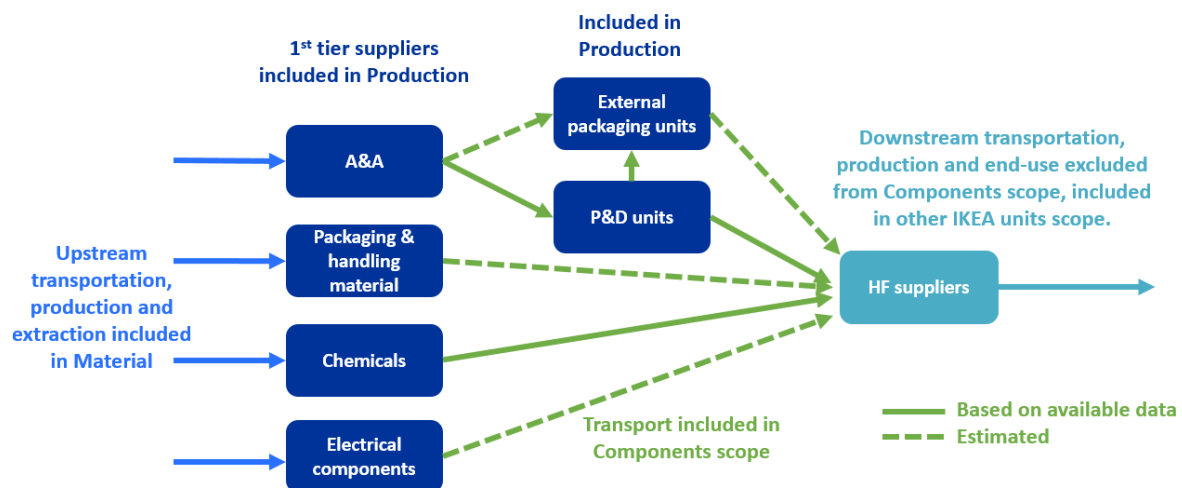 1st tier suppliers
included in Production
Included in
Production
External
packaging units
A&A
P&D units
Downstream transportation,
production and end-use excluded
from Components scope, included
in other IKEA units scope.
Upstream
transportation,
production and
extraction included
in Material
Packaging &
handling
material
HF suppliers
Chemicals
Electrical
components
Transport included in
Components scope
Based on available data
Estimated